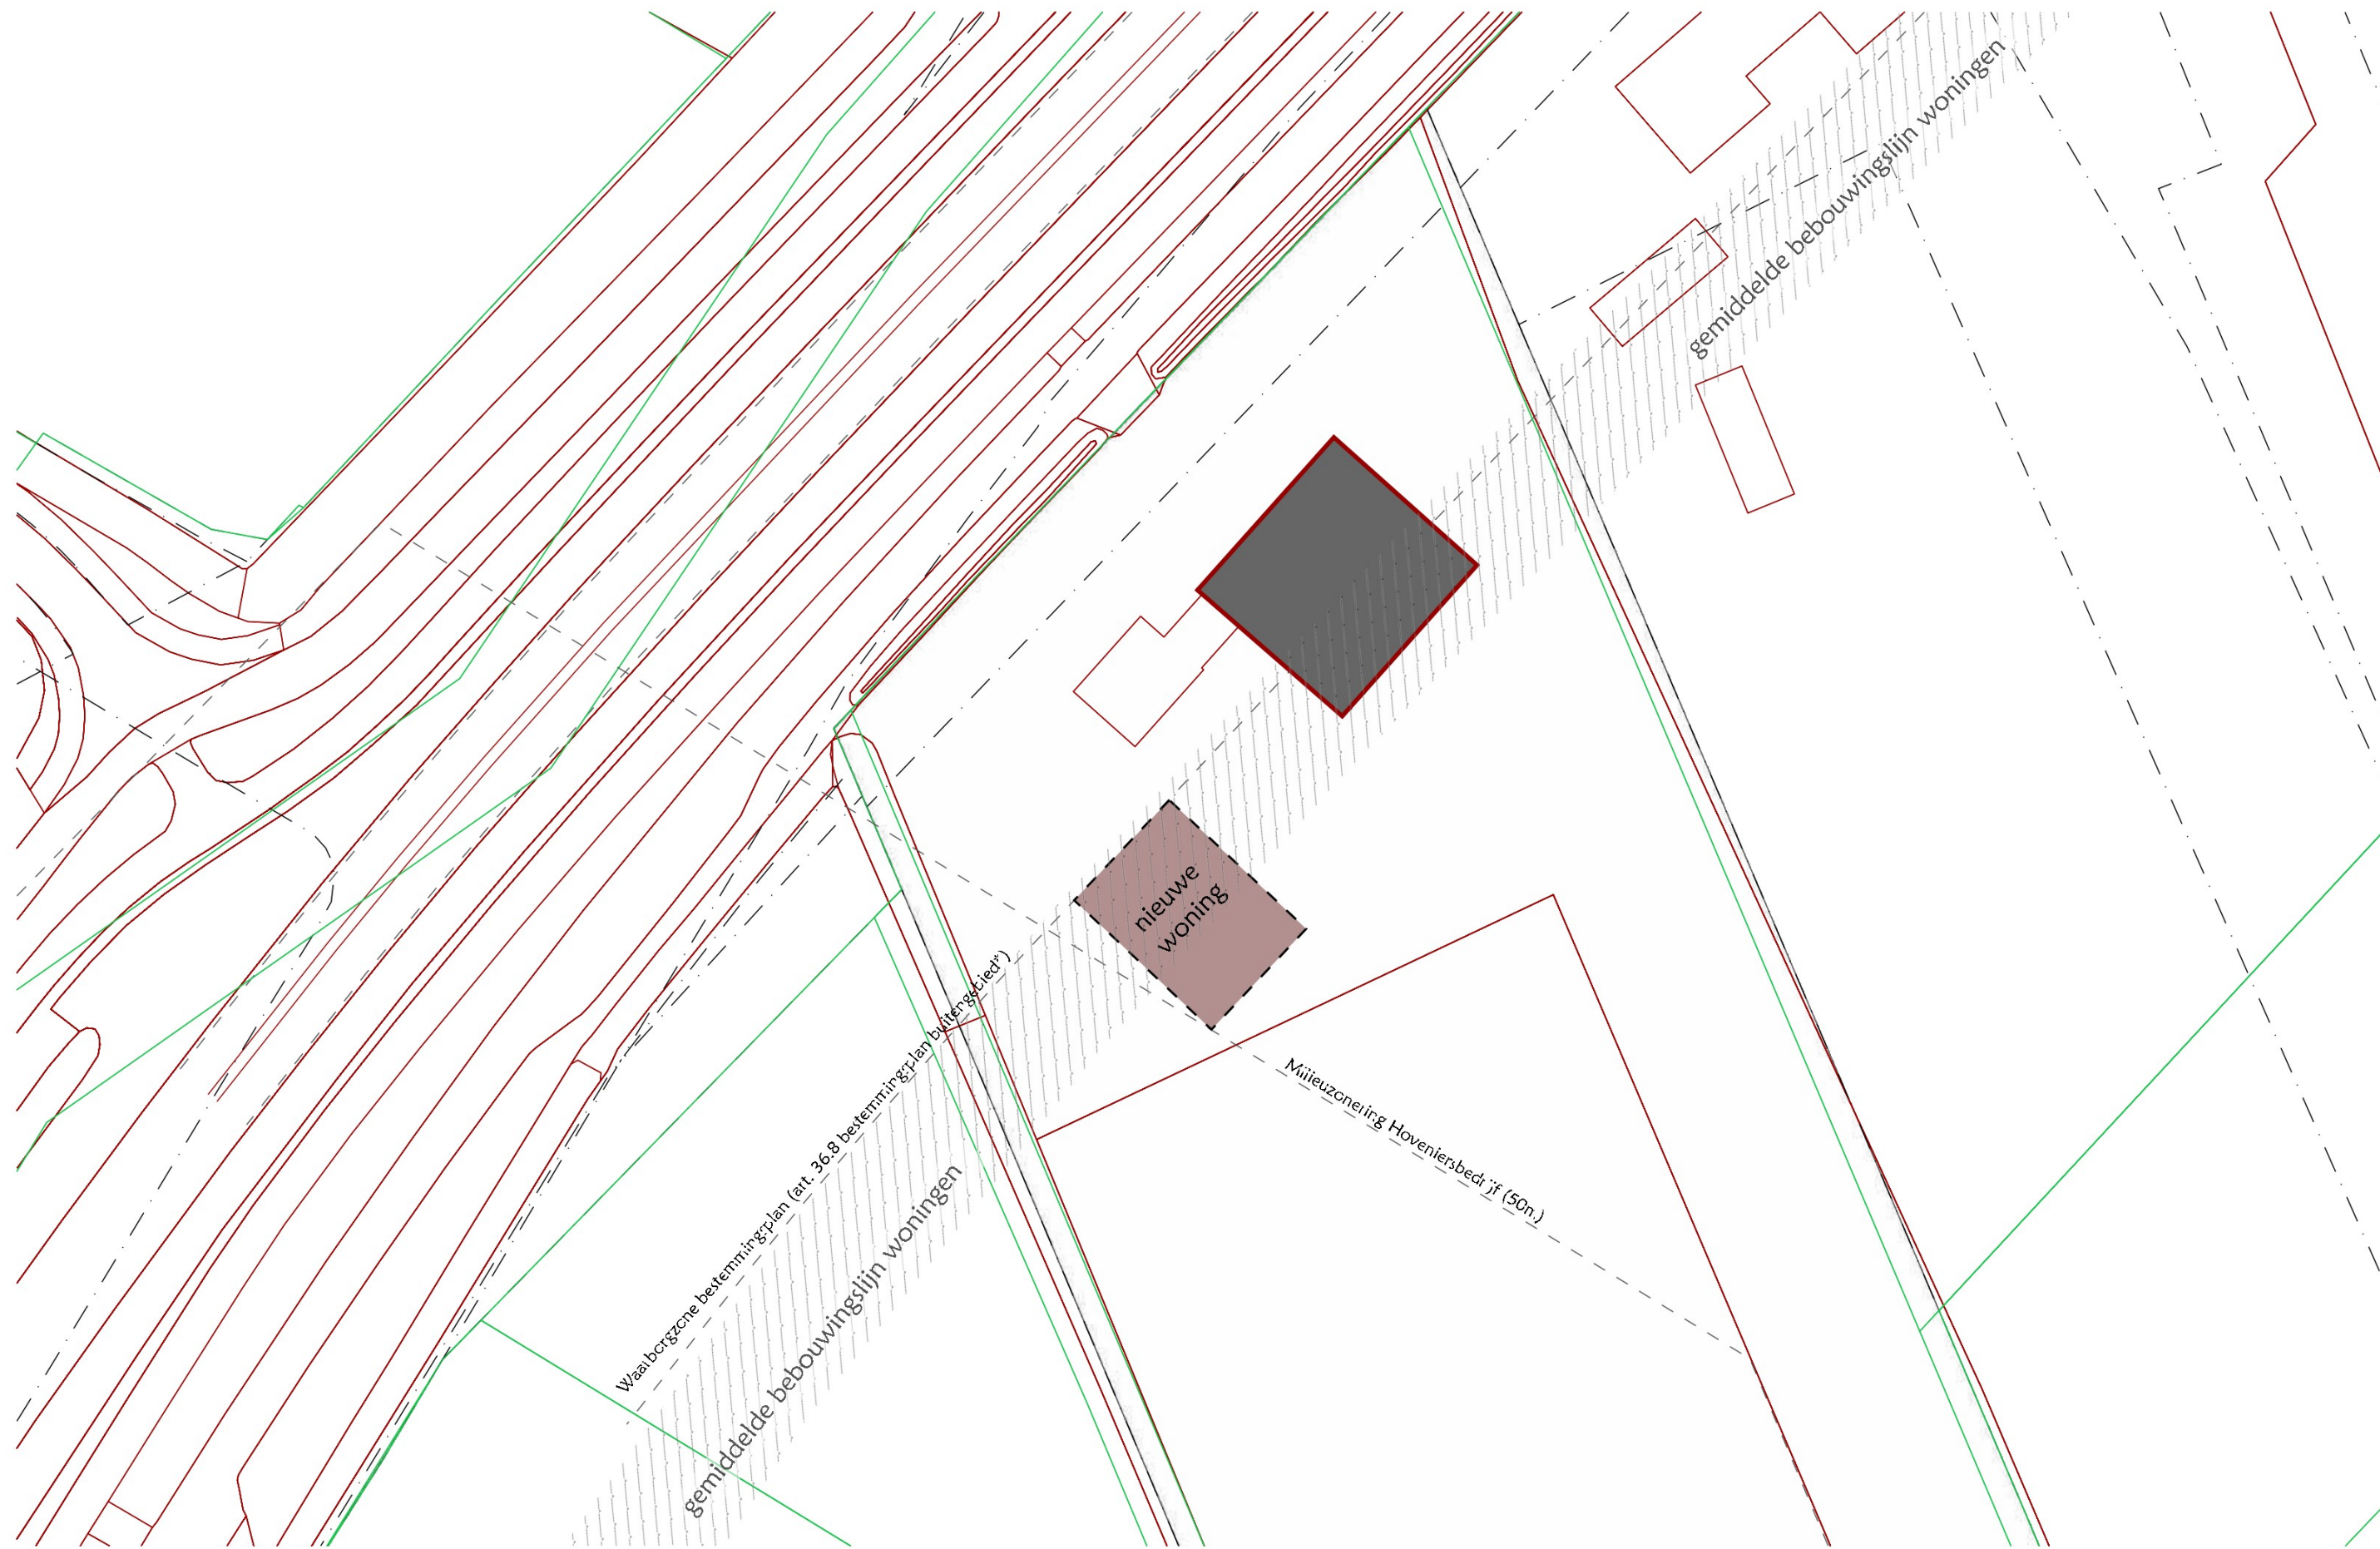 gemiddelde bebouwingslijn woningen
nieuwe
woning
Waarborgzone bestemmingsplan (art. 36.8 bestemmingsplan buitengebied*)
Milieuzonering Hoveniersbedrijf (50m)
gemiddelde bebouwingslijn woningen